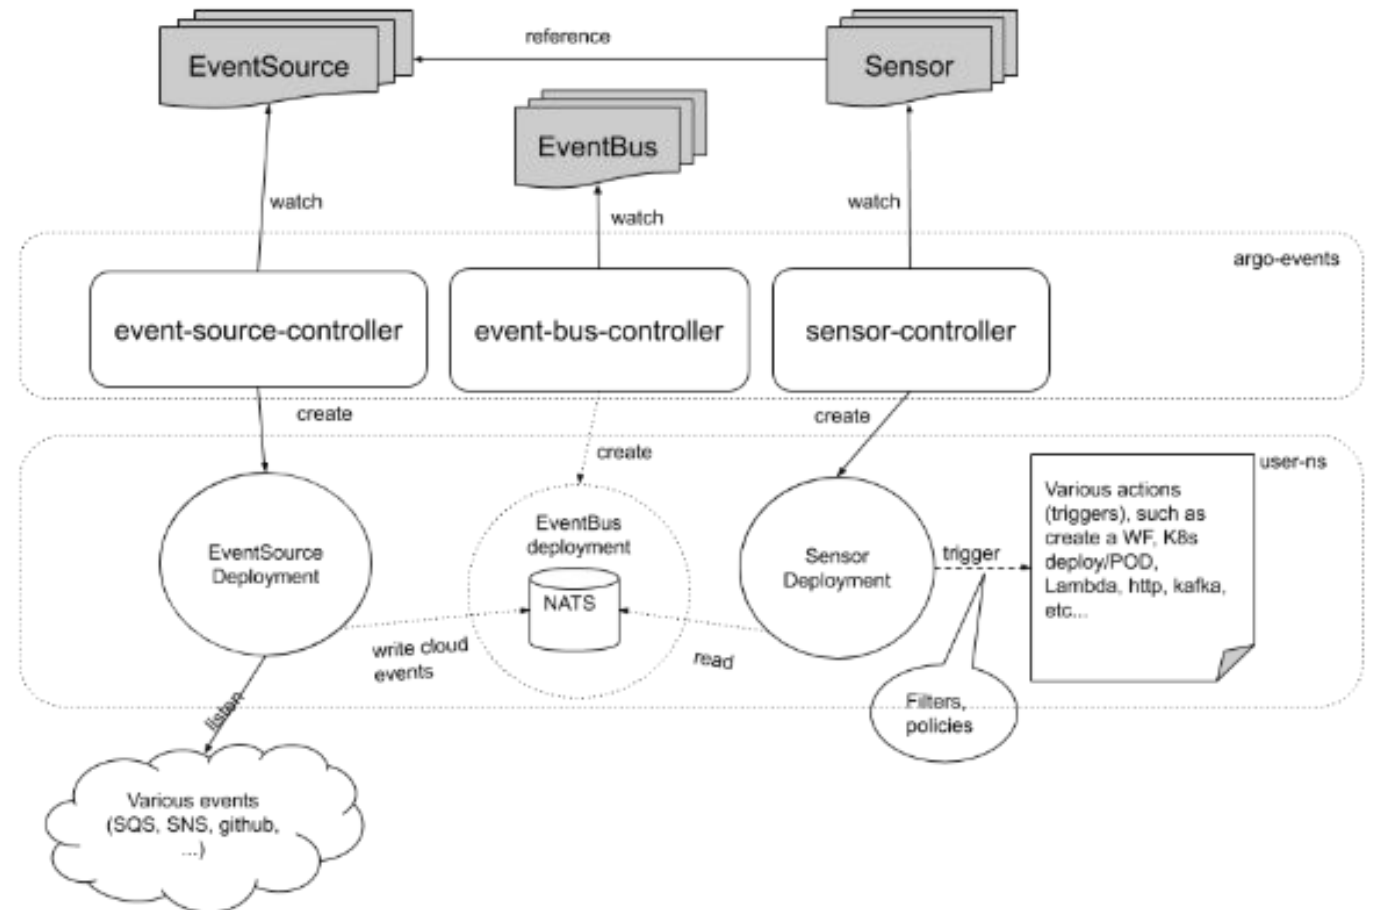 reference
EventSource
Sensor
EventBus
watch
watch
watch
argo-events
event-source-controller
event-bus-controller
sensor-controller
create
create
create
user-ns
EventSource
Deployment
EventBus
deployment
NATS
Sensor
Deployment
trigger
Various actions
(triggers), such as
create a WF, K8s
deploy/POD,
Lambda, http, kafka,
etc...
write cloud
events
read
listen
Filters,
policies
Various events
(SQS, SNS, github,
...)